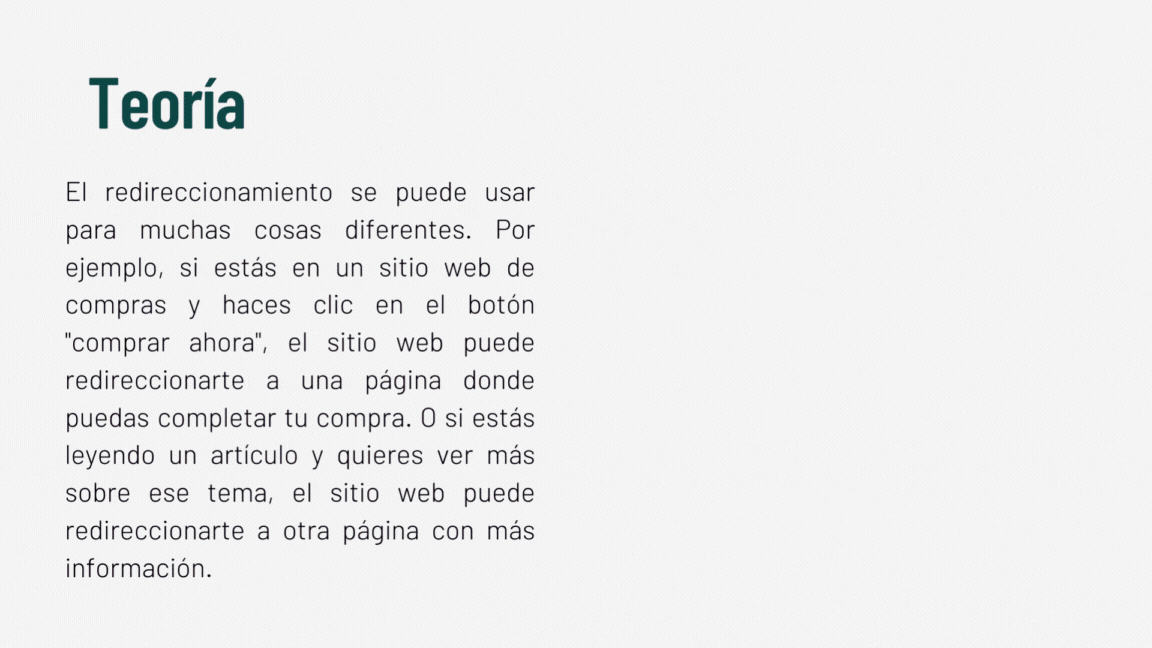 Teoría
El redireccionamiento se puede usar
para muchas cosas diferentes. Por
ejemplo, si estás en un sitio web de
compras y haces clic en el botón
"comprar ahora", el sitio web puede
redireccionarte a una página donde
puedas completar tu compra. O si estás
leyendo un artículo y quieres ver más
sobre ese tema, el sitio web puede
redireccionarte a otra página con más
información.